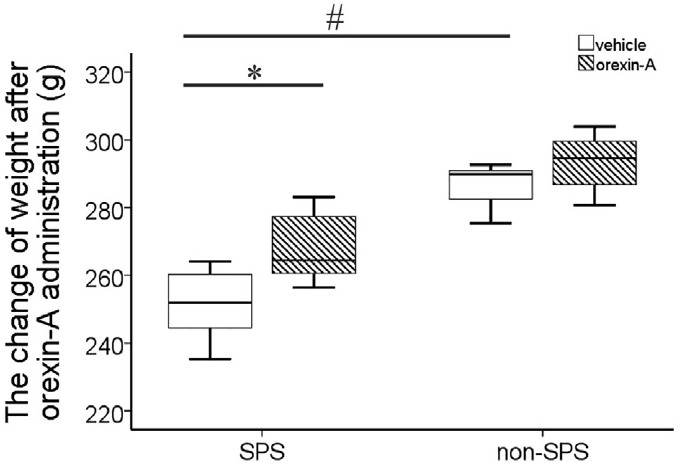 #
vehicle
orexin-A
*
The change of weight after
orexin-A administration (g)
320
300
280
260
240
220
SPS non-SPS